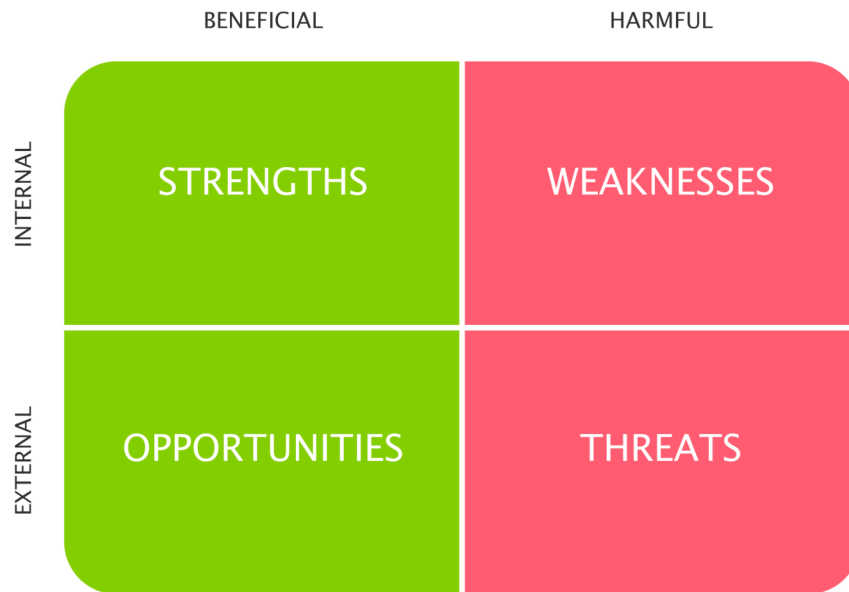 BENEFICIAL
HARMFUL
INTERNAL
STRENGTHS
WEAKNESSES
EXTERNAL
OPPORTUNITIES
THREATS